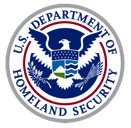 U.S. DEPARTMENT OF
HOMELAND SECURITY